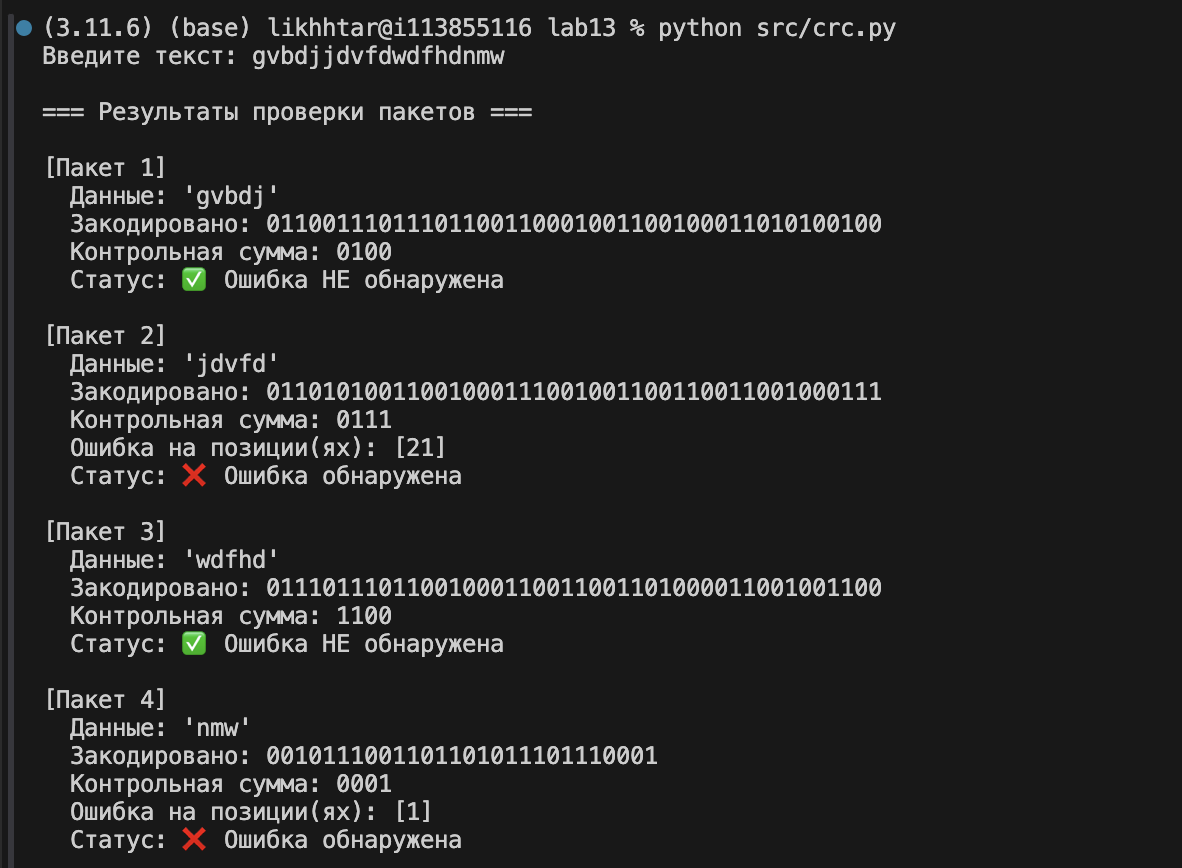 (3.11.6) (base) likhhtar@i113855116 lab13 % python src/crc.py
Введите текст: gvbdjjdvfdwdfhdnmw
=== Результаты проверки пакетов ===
[Пакет 1]
Данные: 'gvbdj'
Закодировано: 01100111011101100110001001100100011010100100
Контрольная сумма: 0100
Статус: ✅ Ошибка НЕ обнаружена
[Пакет 2]
Данные: 'jdvfd'
Закодировано: 01101010011001000111001001100110011001000111
Контрольная сумма: 0111
Ошибка на позиции(ях): [21]
Статус: ❌ Ошибка обнаружена
[Пакет 3]
Данные: 'wdfhd'
Закодировано: 01110111011001000110011001101000011001001100
Контрольная сумма: 1100
Статус: ✅ Ошибка НЕ обнаружена
[Пакет 4]
Данные: 'nmw'
Закодировано: 0010111001101101011101110001
Контрольная сумма: 0001
Ошибка на позиции(ях): [1]
Статус: ❌ Ошибка обнаружена